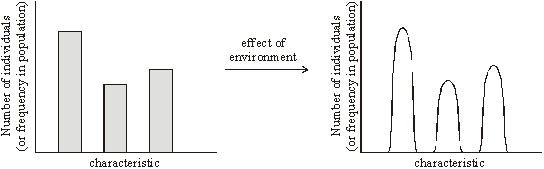 Number of individuals
(or frequency in population)
characteristic
effect of
environment
Number of individuals
(or frequency in population)
characteristic